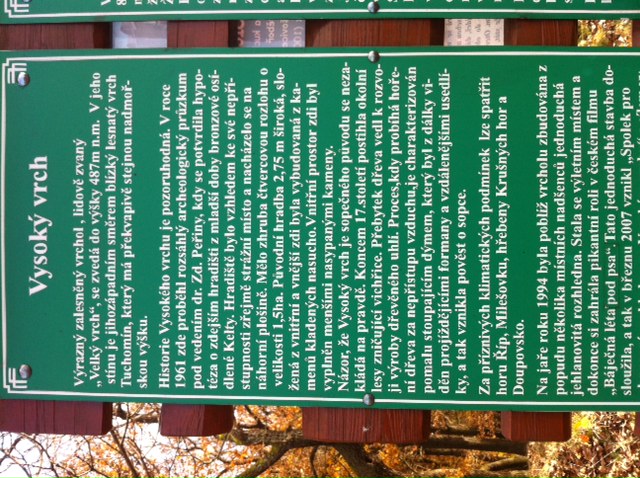 Vysoký vrch
Výrazný zalesněný vrchol , lidově zvaný
„Velký vrch“, se zvedá do výšky 487m n.m. V jeho
stínu je jihozápadním směrem blízký lesnatý vrch
Tuchonín, který má překvapivě stejnou nadmoř-
skou výšku.
Historie Vysokého vrchu je pozoruhodná. V roce
1961 zde proběhl rozsáhlý archeologický průzkum
pod vedením dr. Zd. Peřiny, kdy se potvrdila hypo-
téza o zdejším hradišti z mladší doby bronzové osí-
dlené Kelty. Hradiště bylo vzhledem ke své nepří-
stupnosti zřejmě strážní místo a nacházelo se na
náhorní plošině. Mělo zhruba čtvercovou rozlohu o
velikosti 1,5ha. Původní hradba 2,75 m široká, slo-
žená z vnitřní a vnější zdi byla vybudovaná z ka-
menů kladených nasucho. Vnitřní prostor zdí byl
vyplněn menšími nasypanými kameny.
Názor, že Vysoký vrch je sopečného původu se neza-
kládá na pravdě. Koncem 17.století postihla okolní
lesy zničující vichřice. Přebytek dřeva vedl k rozvo-
ji výroby dřevěného uhlí. Proces,kdy probíhá hoře-
ní dřeva za nepřístupu vzduchu,je charakterizován
pomalu stoupajícím dýmem, který byl z dálky vi-
děn projíždějícími formany a vzdálenějšími usedlí-
ky, a tak vznikla pověst o sopce.
Za příznivých klimatických podmínek lze spatřit
horu Říp, Milešovku, hřebeny Krušných hor a
Doupovsko.
Na jaře roku 1994 byla poblíž vrcholu zbudována z
popudu několika místních nadšenců jednoduchá
jehlanovitá rozhledna. Stala se výletním místem a
dokonce si zahrála pikantní roli v českém filmu
„Báječná léta pod psa“. Tato jednoduchá stavba do-
sloužila, a tak v březnu 2007 vznikl „Spolek pro